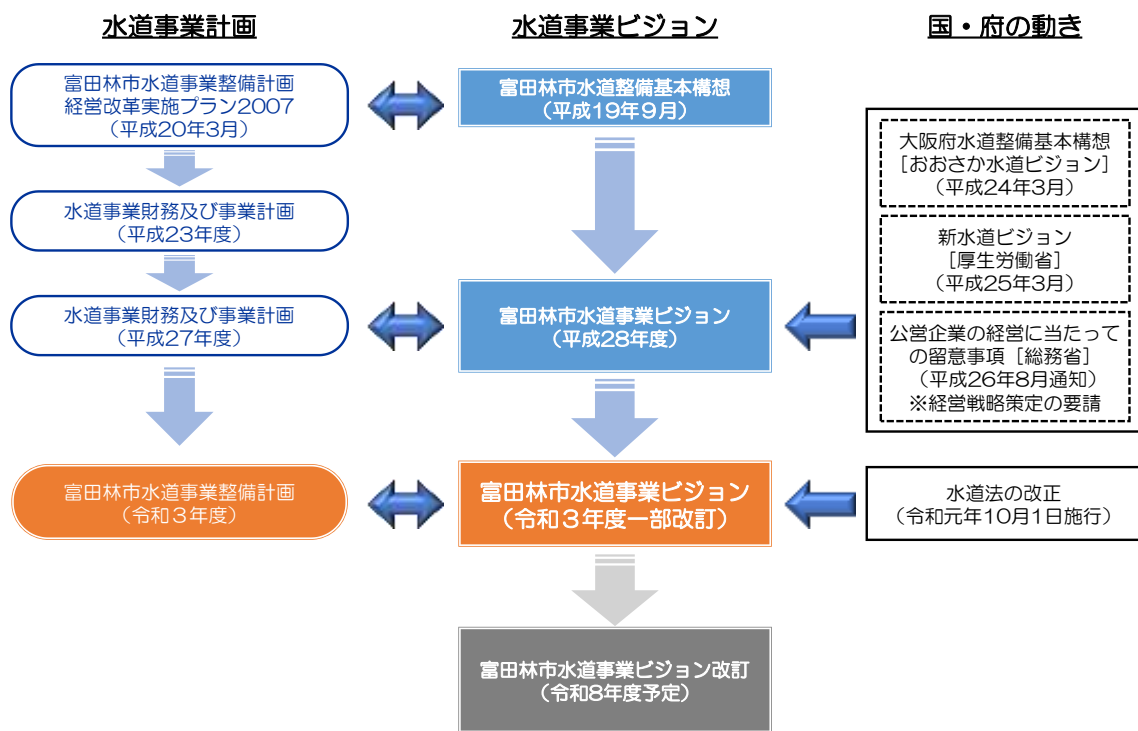 水道事業計画
富田林市水道事業整備計画
経営改革実施プラン2007
（平成20年3月）
水道事業財務及び事業計画
（平成23年度）
水道事業財務及び事業計画
（平成27年度）
富田林市水道事業整備計画
（令和３年度）
水道事業ビジョン
富田林市水道整備基本構想
（平成19年9月）
富田林市水道事業ビジョン
（平成28年度）
富田林市水道事業ビジョン
（令和３年度一部改訂）
富田林市水道事業ビジョン改訂
（令和8年度予定）
国・府の動き
大阪府水道整備基本構想
［おおさか水道ビジョン］
（平成24年3月）
新水道ビジョン
［厚生労働省］
（平成25年3月）
公営企業の経営に当たって
の留意事項［総務省］
（平成26年8月通知）
※経営戦略策定の要請
水道法の改正
（令和元年10月1日施行）